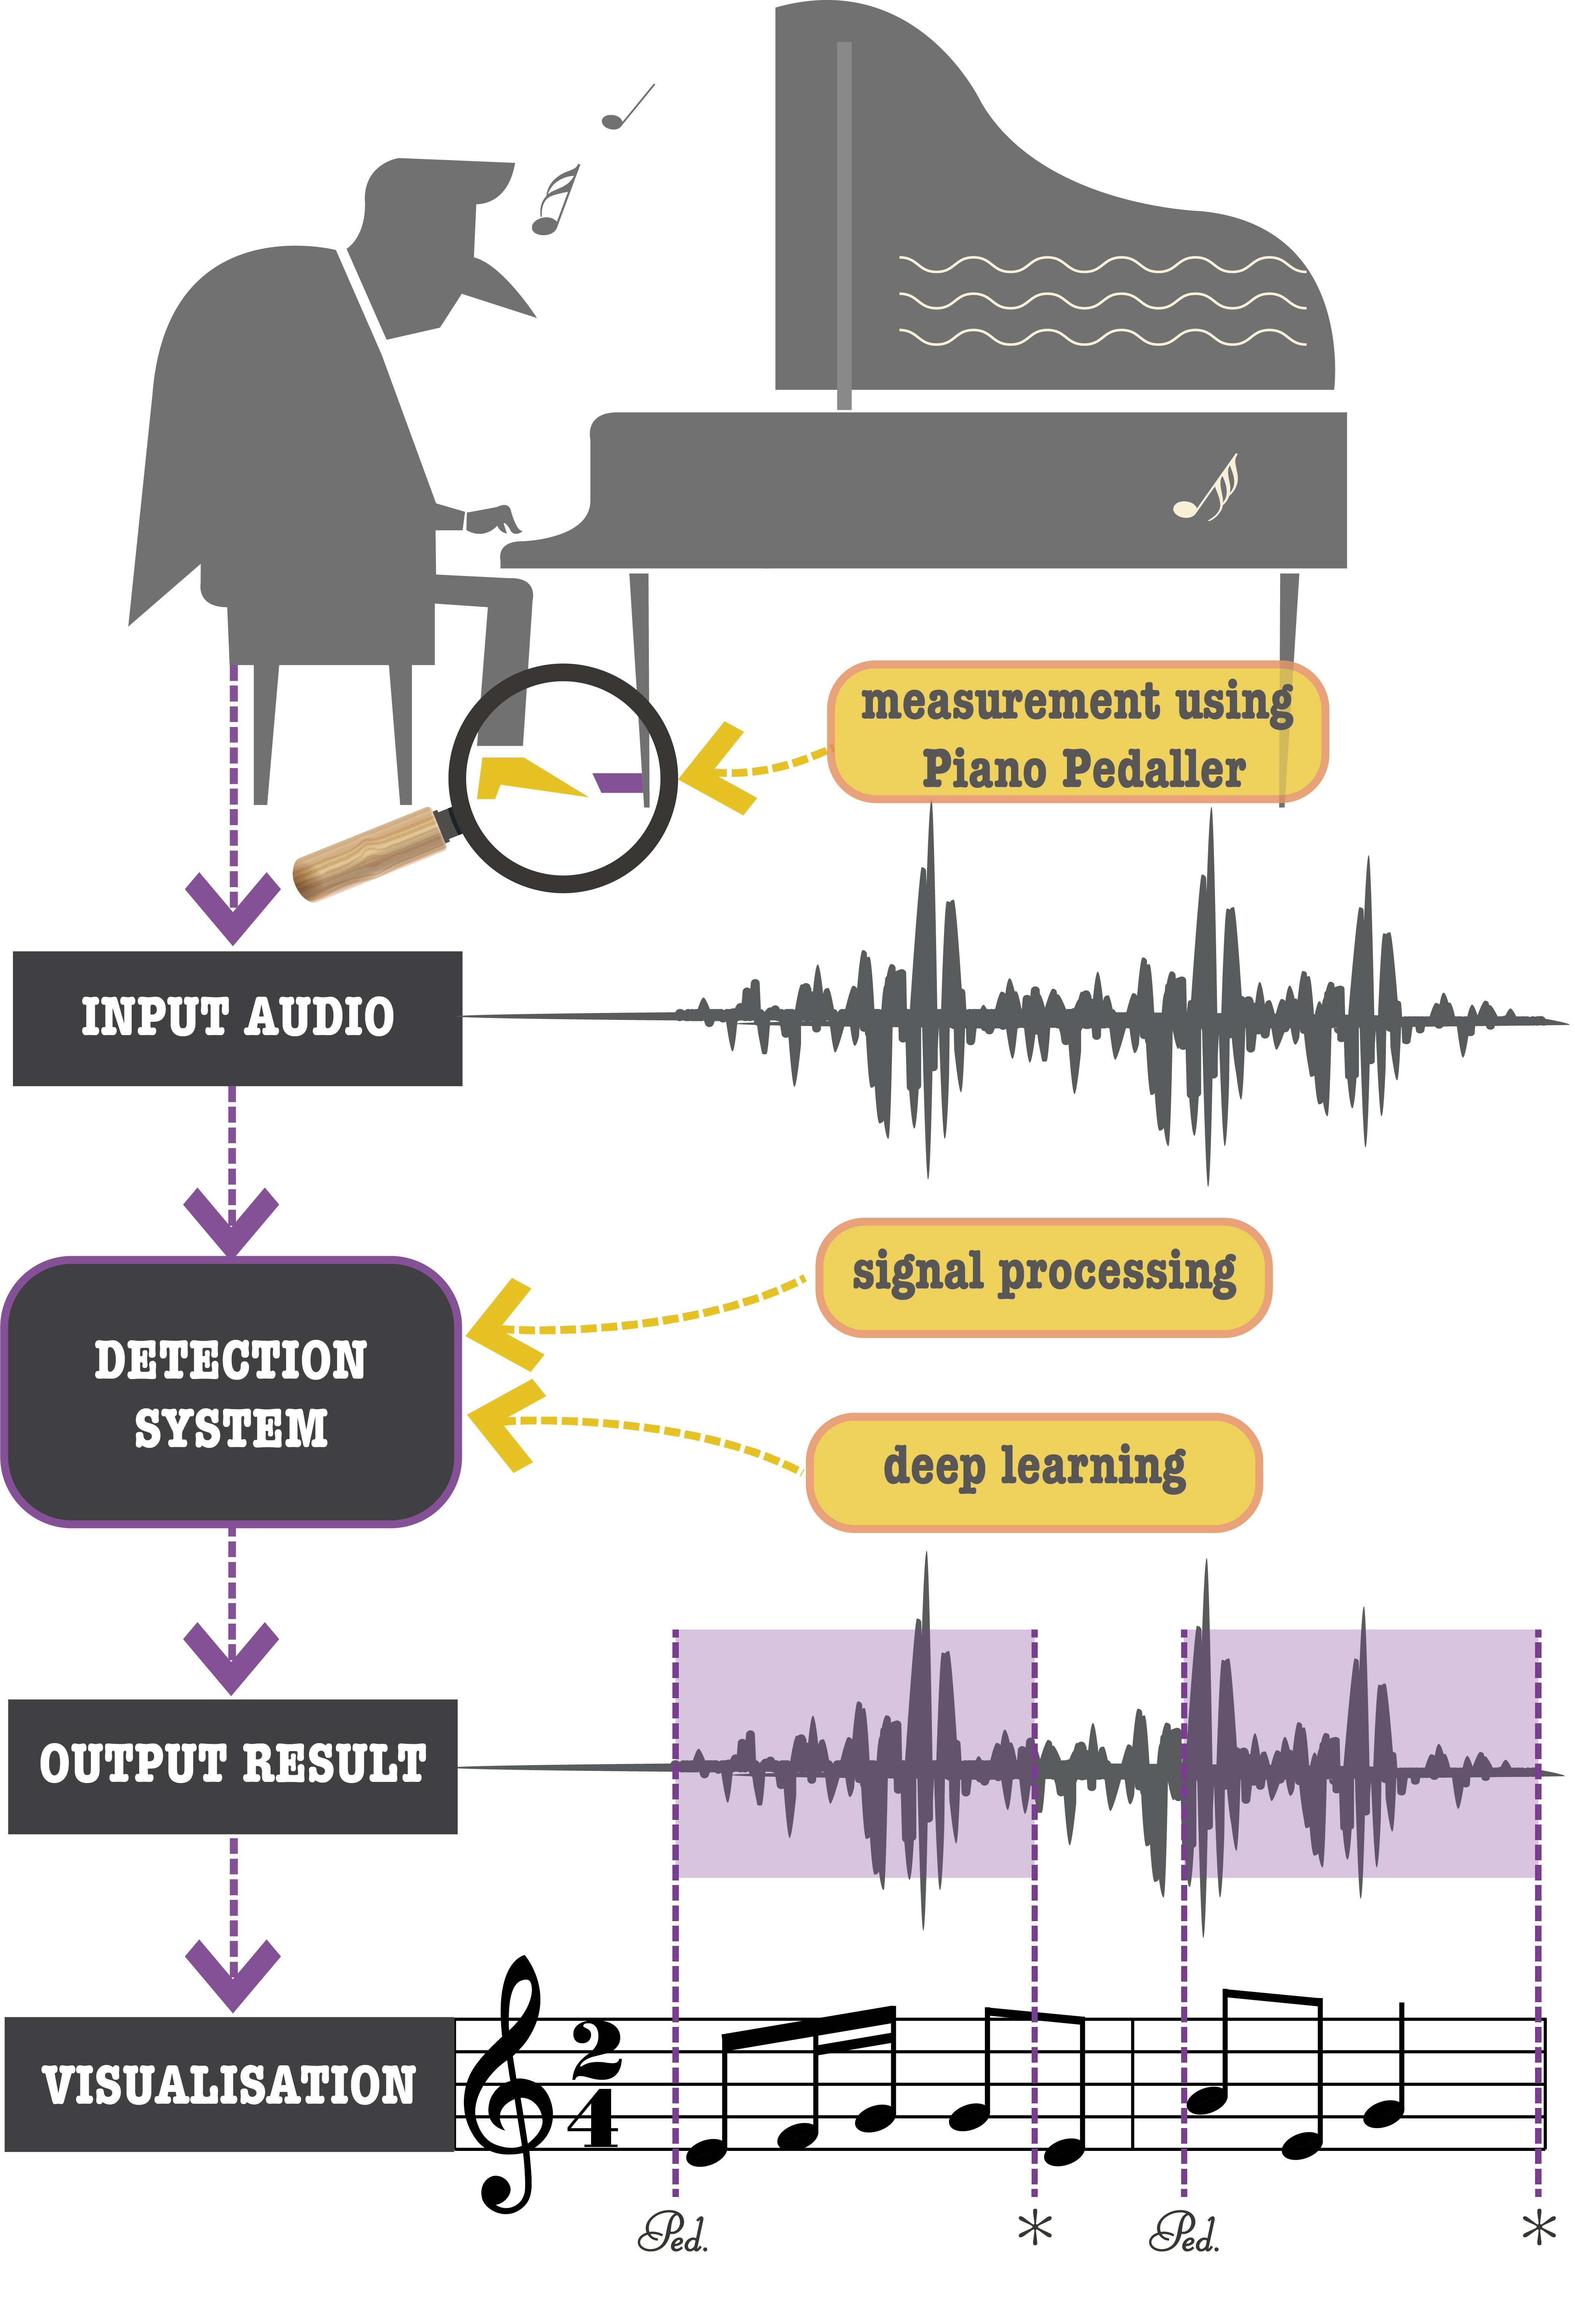 measurement using
Piano Pedaller
INPUT AUDIO
signal processing
DETECTION
SYSTEM
deep learning
OUTPUT RESULT
VISUALISATION
2
4
Ped. * Ped. *